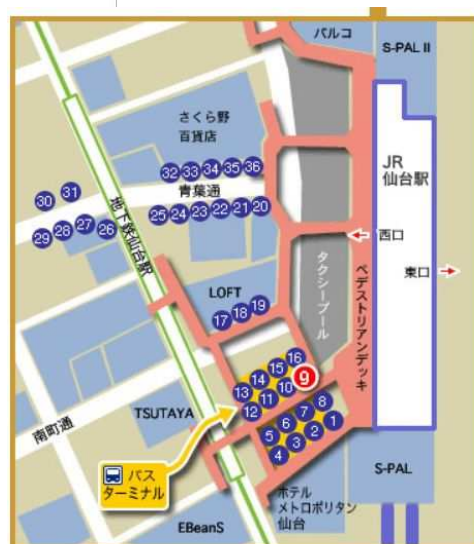 パルコ
S-PAL II
さくら野
百貨店
JR
仙台駅
32 33 34 35 36
31
30
青葉通
25 24 23 22 21 20
29 28 27 26
地下鉄仙台駅
西口
東口
タクシープール
ペデストリアンデッキ
LOFT
17 18 19
16
15
14
13
9
10
11
12
TSUTAYA
8
7
6
5
1
2
3
4
南町通
バス
ターミナル
S-PAL
ホテル
メトロポリタン
仙台
EBeanS